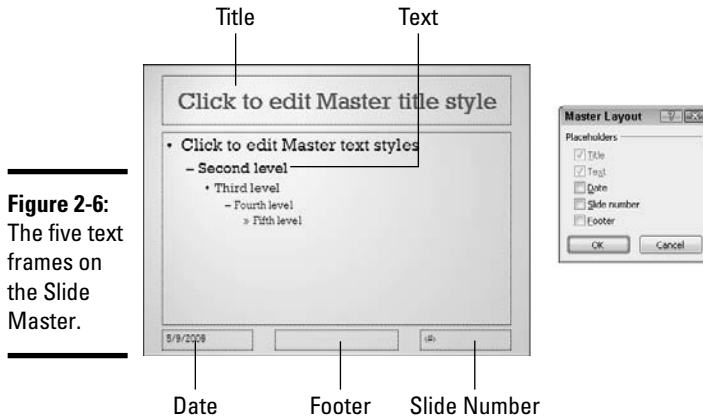 Title
Text
Click to edit Master title style
• Click to edit Master text styles
– Second level
• Third level
– Fourth level
» Fifth level
5/9/2008
‹#›
Date
Footer
Slide Number
Master Layout
Placeholders
Title
Text
Date
Slide number
Footer
OK
Cancel
Figure 2-6:
The five text
frames on
the Slide
Master.